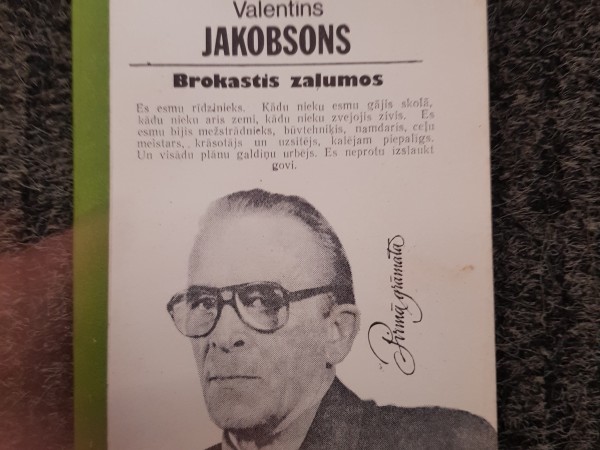 Valentins
JAKOBSONS
Brokastis zaļumos
Es esmu rīdzinieks. Kādu nieku esmu gājis skolā,
kādu nieku aris zemi, kādu nieku zvejojis zivis. Es
esmu bijis mežstrādnieks, būvtehniķis, namdaris, ceļu
meistars, krāsotājs un uzsitējs, kalējam piepalīgs.
Un visādu plānu galdiņu urbējs. Es neprotu izslaukt
govi.
Pirmā grāmata